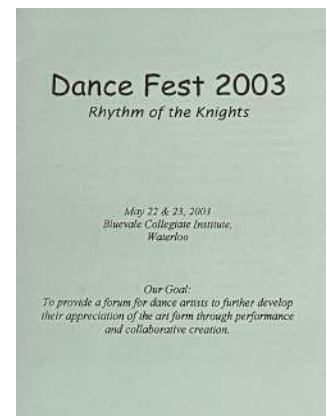 Dance Fest 2003
Rhythm of the Knights
May 22 & 23, 2003
Bluevale Collegiate Institute,
Waterloo
Our Goal:
To provide a forum for dance artists to further develop
their appreciation of the art form through performance
and collaborative creation.